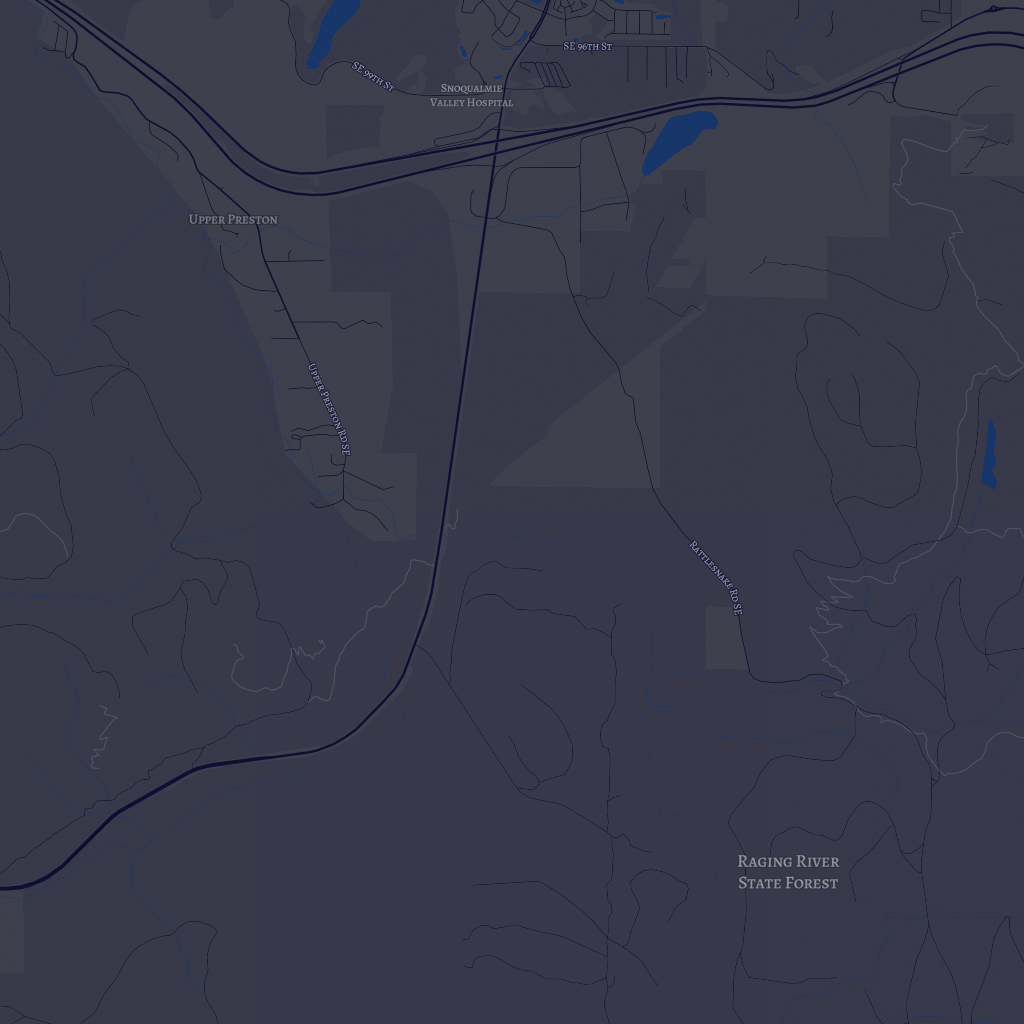 SE 96TH ST
SE 99TH ST
SNOQUALMIE
VALLEY HOSPITAL
UPPER PRESTON
UPPER PRESTON RD SE
RATTLESNAKE RD SE
RAGING RIVER
STATE FOREST